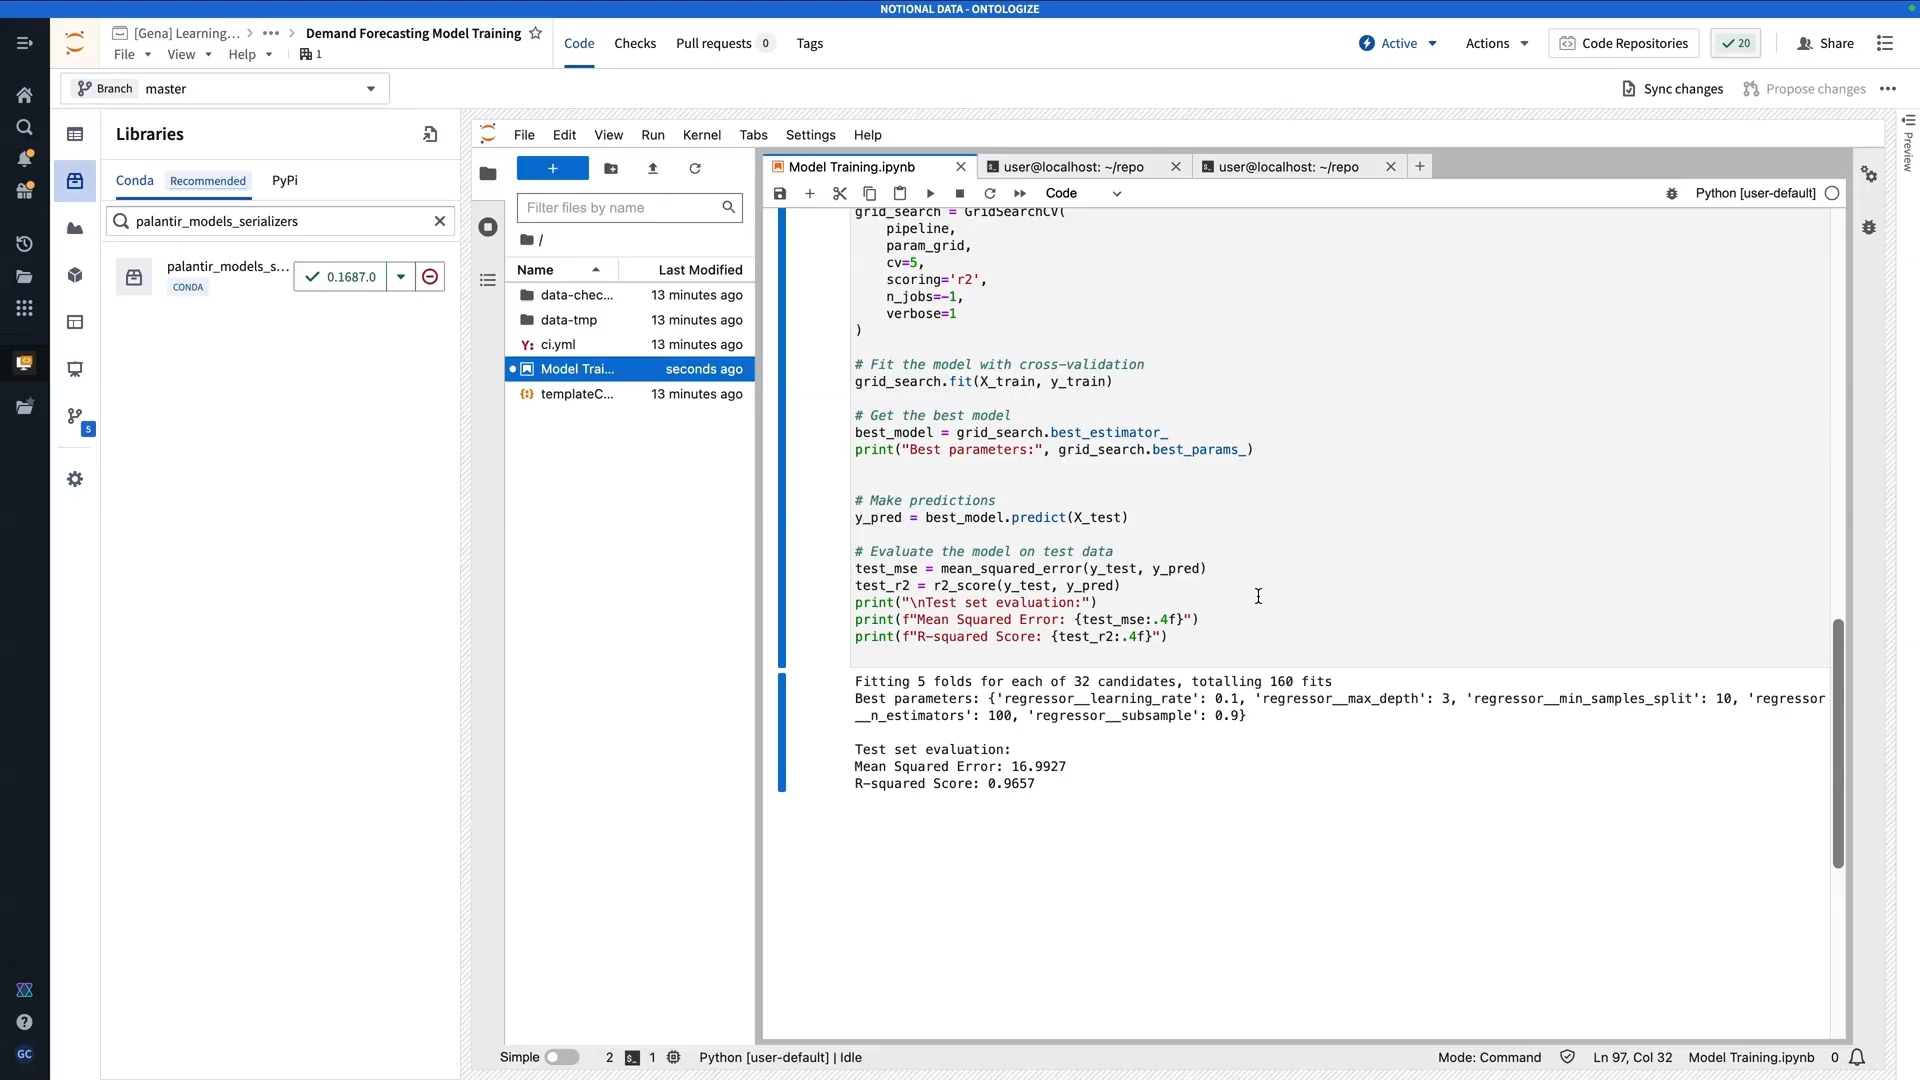 NOTIONAL DATA - ONTOLOGIZE
[Gena] Learning... > ••• > Demand Forecasting Model Training
File View Help 1
Code Checks Pull requests 0 Tags
Active Actions Code Repositories 20 Share
Branch master
Sync changes Propose changes •••
Libraries
Conda Recommended PyPi
palantir_models_serializers
palantir_models_s...
CONDA
0.1687.0
5
GC
File Edit View Run Kernel Tabs Settings Help
Filter files by name
/
Name Last Modified
data-chec... 13 minutes ago
data-tmp 13 minutes ago
Y: ci.yml 13 minutes ago
Model Trai... seconds ago
templateC... 13 minutes ago
Model Training.ipynb user@localhost: ~/repo user@localhost: ~/repo
Code Python [user-default]
grid_search = GridSearchCV(
pipeline,
param_grid,
cv=5,
scoring='r2',
n_jobs=-1,
verbose=1
)
# Fit the model with cross-validation
grid_search.fit(X_train, y_train)
# Get the best model
best_model = grid_search.best_estimator_
print("Best parameters:", grid_search.best_params_)
# Make predictions
y_pred = best_model.predict(X_test)
# Evaluate the model on test data
test_mse = mean_squared_error(y_test, y_pred)
test_r2 = r2_score(y_test, y_pred)
print("\nTest set evaluation:")
print(f"Mean Squared Error: {test_mse:.4f}")
print(f"R-squared Score: {test_r2:.4f}")
Fitting 5 folds for each of 32 candidates, totalling 160 fits
Best parameters: {'regressor__learning_rate': 0.1, 'regressor__max_depth': 3, 'regressor__min_samples_split': 10, 'regressor
__n_estimators': 100, 'regressor__subsample': 0.9}
Test set evaluation:
Mean Squared Error: 16.9927
R-squared Score: 0.9657
Preview
Simple 2 1 Python [user-default] | Idle
Mode: Command Ln 97, Col 32 Model Training.ipynb 0